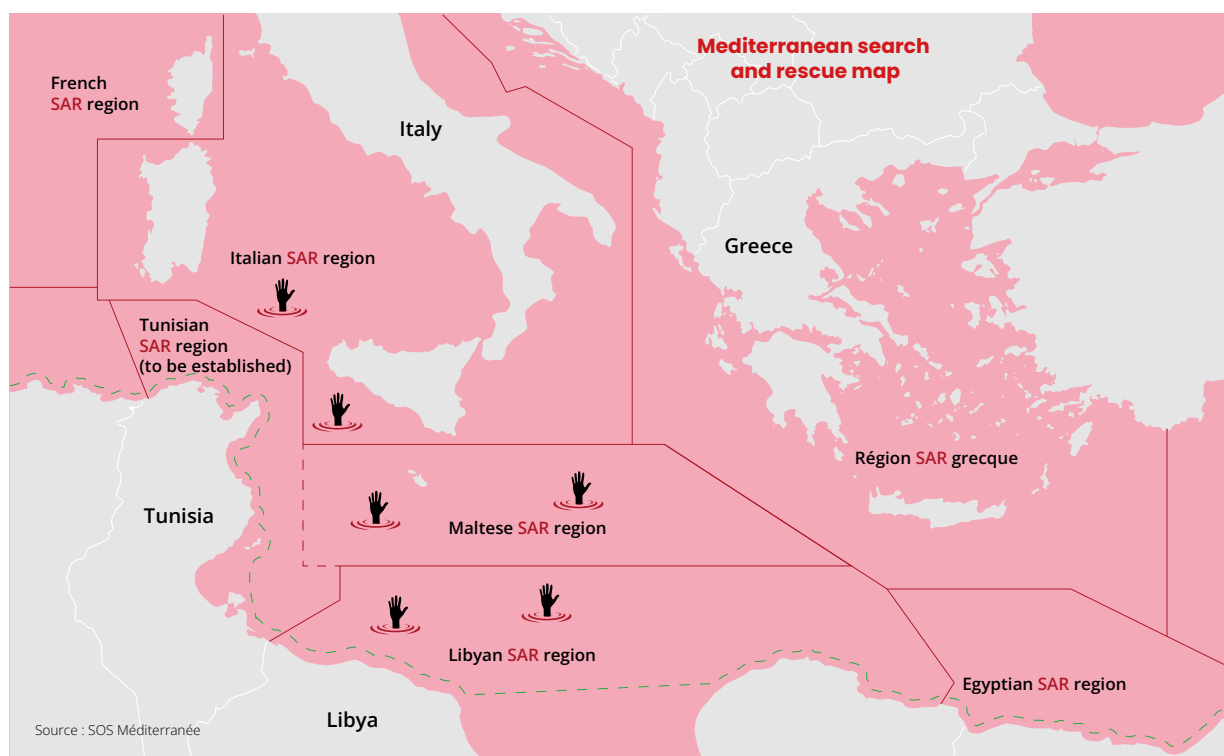 Mediterranean search
and rescue map
French
SAR region
Italy
Greece
Italian SAR region
Tunisian
SAR region
(to be established)
Région SAR grecque
Tunisia
Maltese SAR region
Libyan SAR region
Egyptian SAR region
Libya
Source : SOS Méditerranée